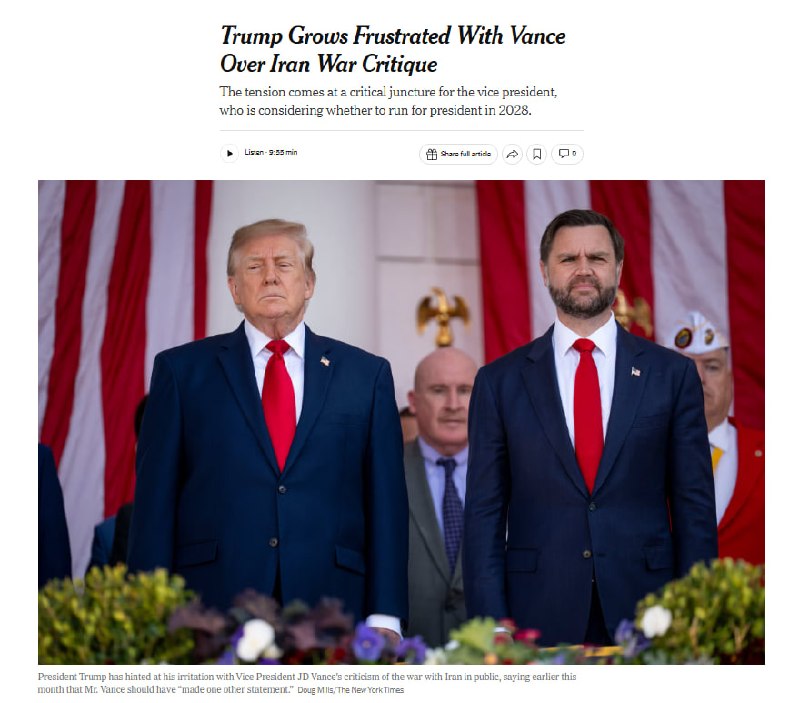 Trump Grows Frustrated With Vance
Over Iran War Critique
The tension comes at a critical juncture for the vice president,
who is considering whether to run for president in 2028.
Listen · 9:55 min
Share full article
9
President Trump has hinted at his irritation with Vice President JD Vance's criticism of the war with Iran in public, saying earlier this
month that Mr. Vance should have "made one other statement." Doug Mills/The New York Times